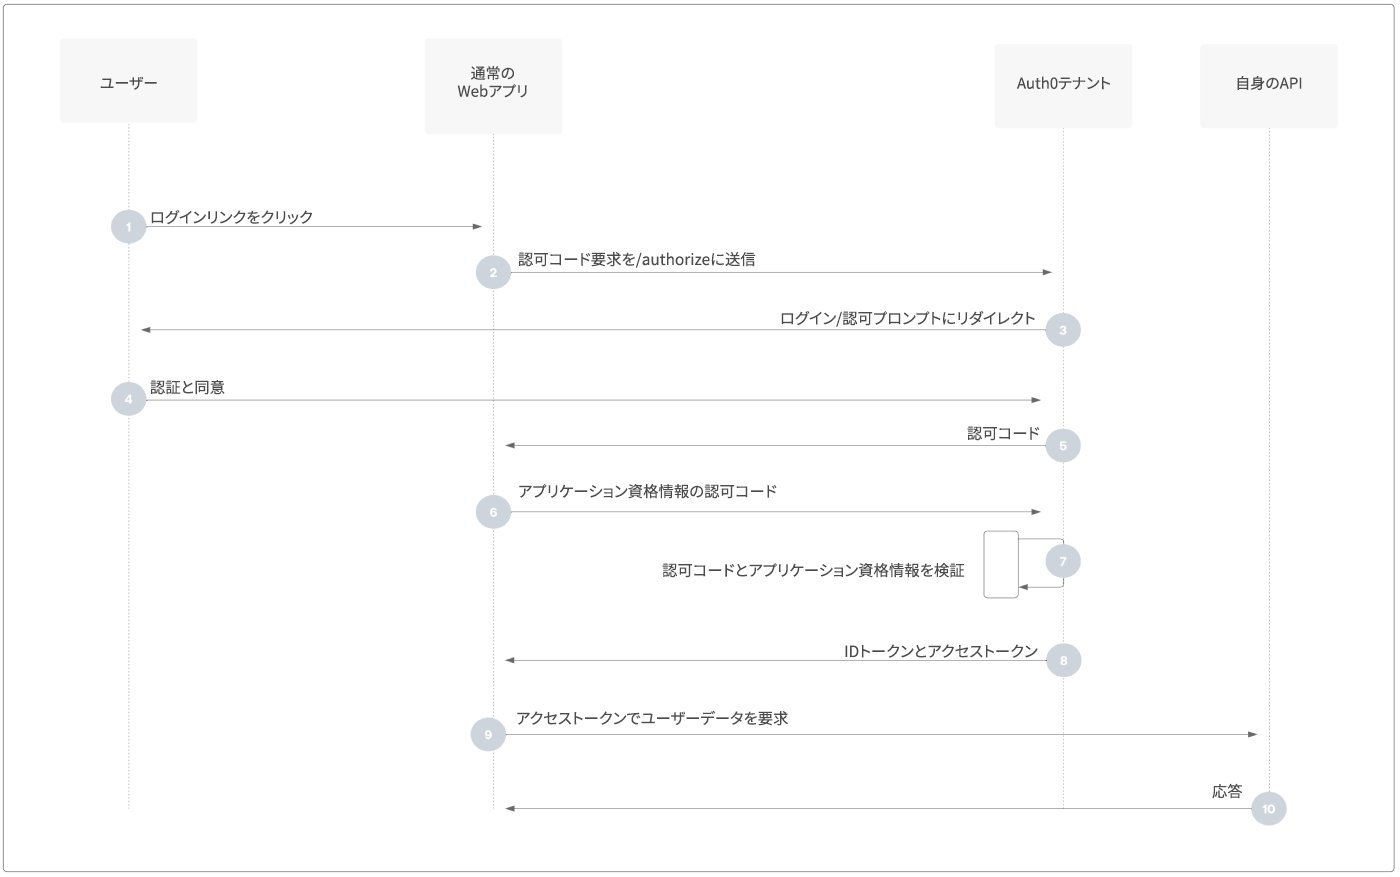 ユーザー
通常の
Webアプリ
Auth0テナント
自身のAPI
1
ログインリンクをクリック
2
認可コード要求を/authorizeに送信
ログイン/認可プロンプトにリダイレクト
3
4
認証と同意
認可コード
5
6
アプリケーション資格情報の認可コード
認可コードとアプリケーション資格情報を検証
7
IDトークンとアクセストークン
8
9
アクセストークンでユーザーデータを要求
応答
10